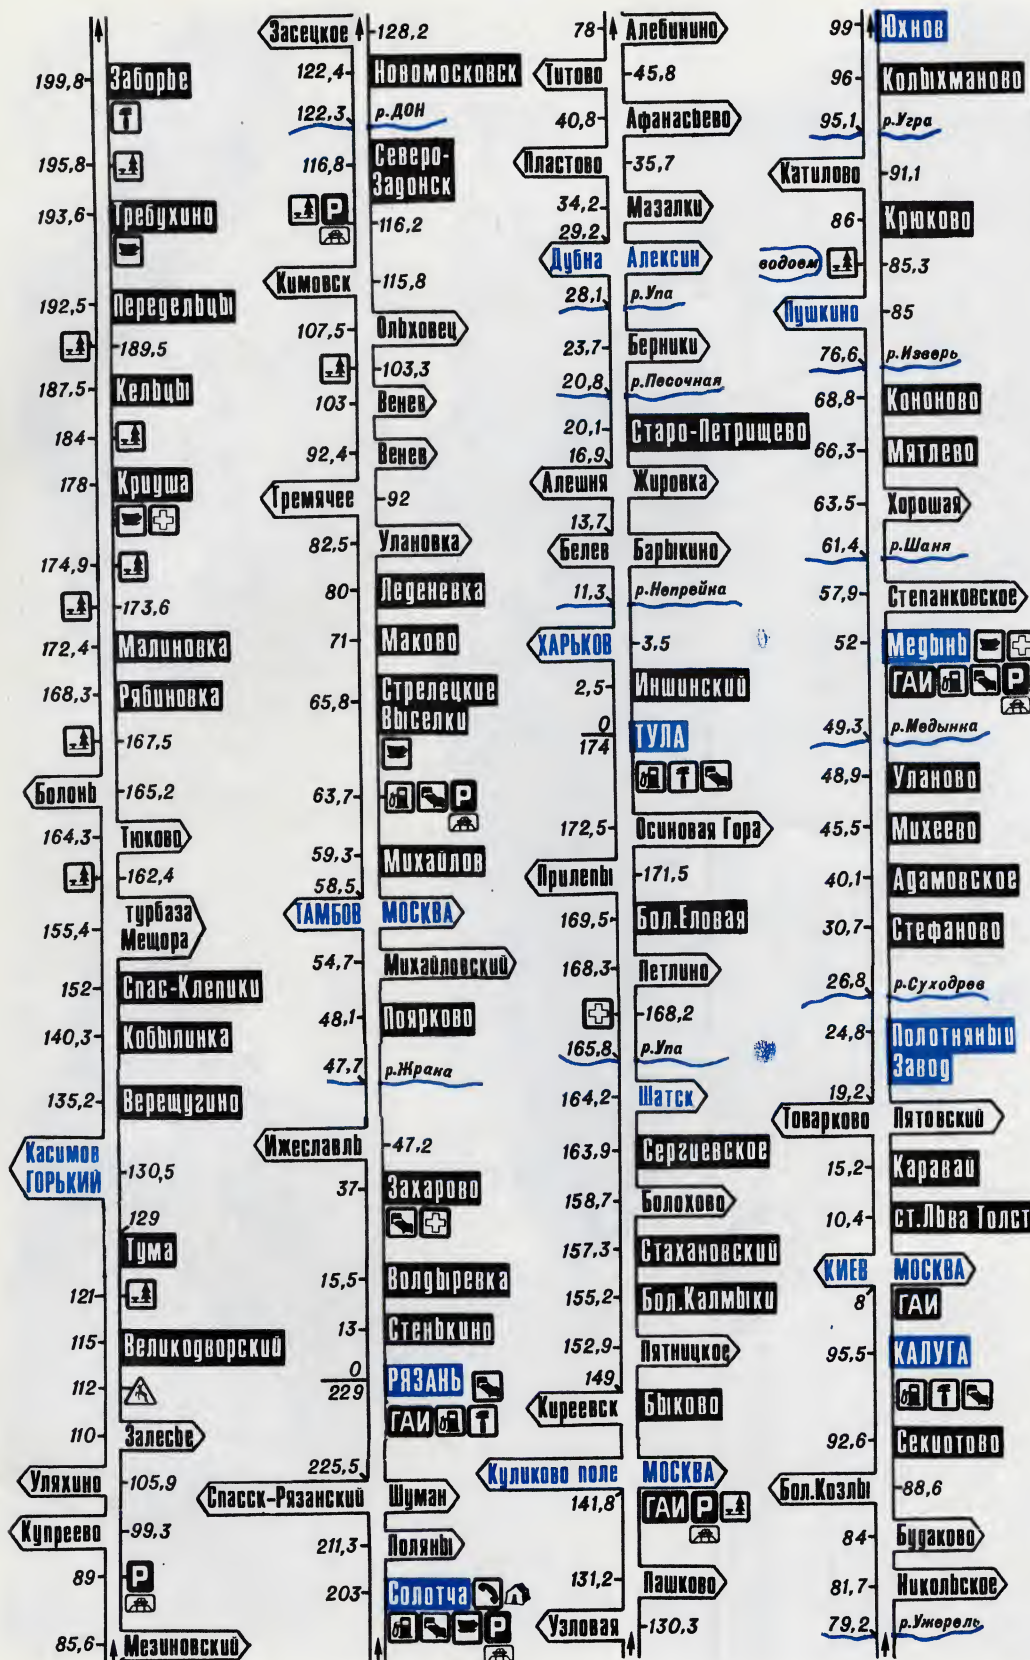 199,8 Заборье
195,8
193,6 Требухино
192,5 Передельцы
189,5
187,5 Кельцы
184
178 Криуша
174,9
173,6
172,4 Малиновка
168,3 Рябиновка
167,5
Болонь 165,2
164,3 Тюково
162,4
155,4 турбаза
Мещора
152 Спас-Клепики
140,3 Кобылинка
135,2 Верещугино
Касимов
ГОРЬКИЙ
130,5
129
Тума
121
115 Великодворский
112
110 Залесье
Уляхино 105,9
Купреево 99,3
89 P
85,6 Мезиновский
Засецкое 128,2
122,4 Новомосковск
122,3 р.ДОН
116,8 Северо-
Задонск
P 116,2
Кимовск 115,8
107,5 Ольховец
103,3
103 Венев
92,4 Венев
Гремячее 92
82,5 Улановка
80 Леденевка
71 Маково
65,8 Стрелецкие
Выселки
63,7 P
59,3 Михайлов
58,5
ТАМБОВ МОСКВА
54,7 Михайловский
48,1 Поярково
47,7 р.Жрака
Ижеславль 47,2
37 Захарово
15,5 Волдыревка
13 Стенькино
0
229 РЯЗАНЬ
ГАИ
225,5
Спасск-Рязанский Шуман
211,3 Поляны
203 Солотча
P
78 Алебинино
Титово 45,8
40,8 Афанасьево
Пластово 35,7
34,2 Мазалки
29,2
Дубна Алексин
28,1 р.Упа
23,7 Берники
20,8 р.Песочная
20,1 Старо-Петрищево
16,9
Алешня Жировка
13,7
Белев Барыкино
11,3 р.Непрейка
ХАРЬКОВ 3,5
2,5 Иншинский
0
174 ТУЛА
172,5 Осиновая Гора
Прилепы 171,5
169,5 Бол.Еловая
168,3 Петлино
168,2
165,8 р.Упа
164,2 Шатск
163,9 Сергиевское
158,7 Болохово
157,3 Стахановский
155,2 Бол.Калмыки
152,9 Пятницкое
149
Киреевск Быково
Куликово поле МОСКВА
141,8 ГАИ P
131,2 Пашково
Узловая 130,3
99 Юхнов
96 Колыхманово
95,1 р.Угра
Катилово 91,1
86 Крюково
водоем 85,3
Пушкино 85
76,6 р.Изверь
68,8 Кононово
66,3 Мятлево
63,5 Хорошая
61,4 р.Шаня
57,9 Степанковское
52 Медынь
ГАИ P
49,3 р.Медынка
48,9 Уланово
45,5 Михеево
40,1 Адамовское
30,7 Стефаново
26,8 р.Суходрев
24,8 Полотняный
Завод
19,2
Товарково Пятовский
15,2 Каравай
10,4 ст.Льва Толст
КИЕВ МОСКВА
8 ГАИ
95,5 КАЛУГА
92,6 Секиотово
Бол.Козлы 88,6
84 Будаково
81,7 Никольское
79,2 р.Ужерель